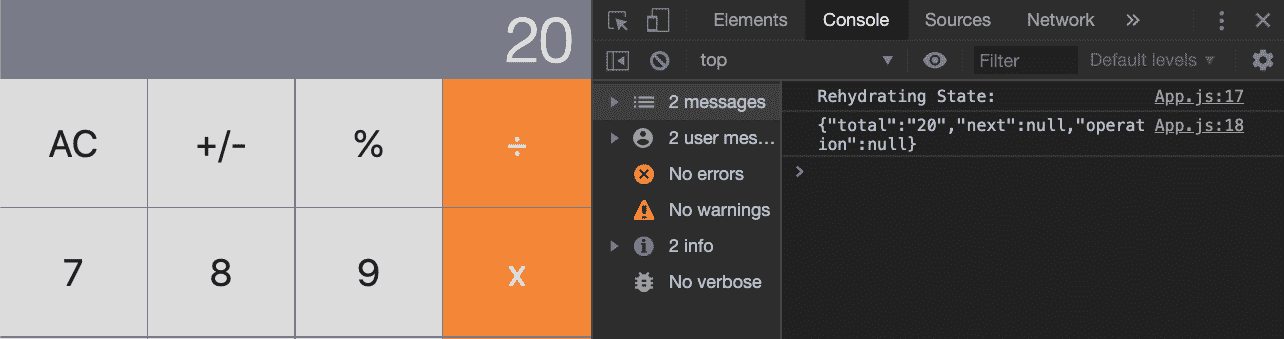 20
AC +/- % ÷
7 8 9 x
Elements Console Sources Network »
top Filter Default levels ▼
2 messages
2 user mes...
No errors
No warnings
2 info
No verbose
Rehydrating State: App.js:17
{"total":"20","next":null,"operat App.js:18
ion":null}
>